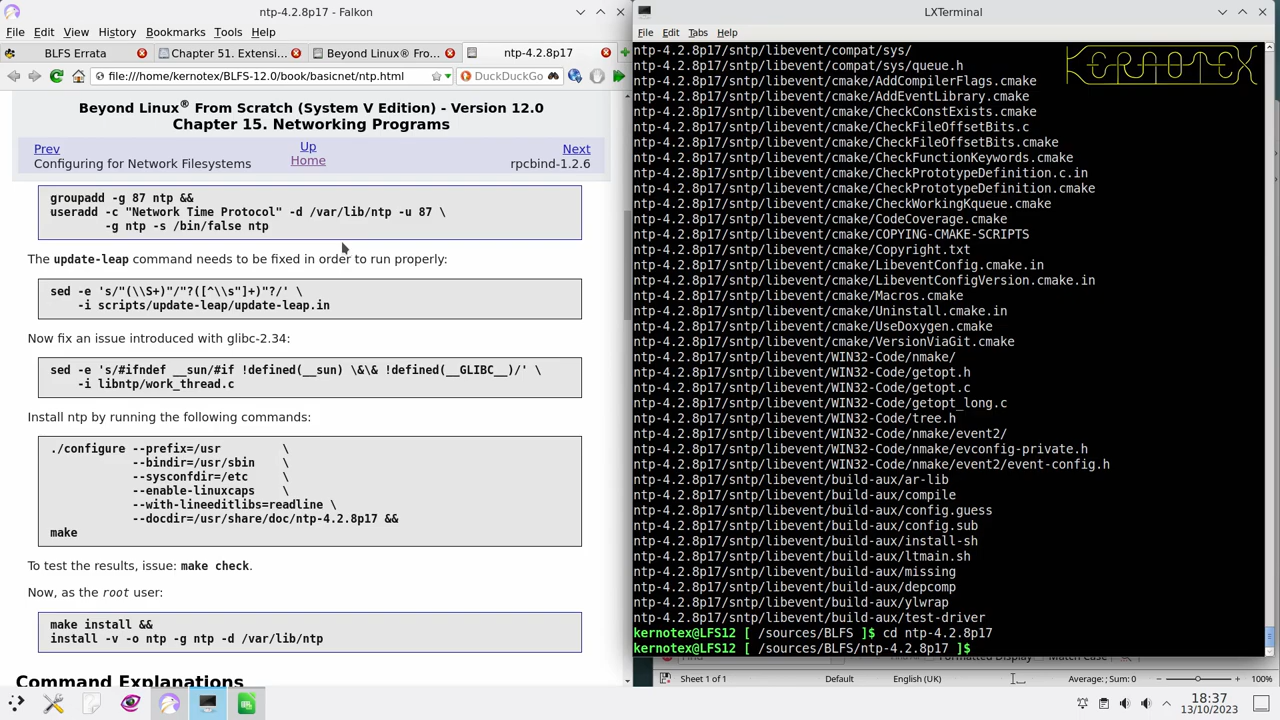 ntp-4.2.8p17 - Falkon
File Edit View History Bookmarks Tools Help
BLFS Errata
Chapter 51. Extensi...
Beyond Linux® Fro...
ntp-4.2.8p17
file:///home/kernotex/BLFS-12.0/book/basicnet/ntp.html
DuckDuckGo
Beyond Linux® From Scratch (System V Edition) - Version 12.0
Chapter 15. Networking Programs
Prev Up Next
Configuring for Network Filesystems Home rpcbind-1.2.6
groupadd -g 87 ntp &&
useradd -c "Network Time Protocol" -d /var/lib/ntp -u 87 \
-g ntp -s /bin/false ntp
The update-leap command needs to be fixed in order to run properly:
sed -e 's/"(\\S+)"/"?([^\\s"]+)"?/' \
-i scripts/update-leap/update-leap.in
Now fix an issue introduced with glibc-2.34:
sed -e 's/#ifndef __sun/#if !defined(__sun) \&\& !defined(__GLIBC__)/' \
-i libntp/work_thread.c
Install ntp by running the following commands:
./configure --prefix=/usr \
--bindir=/usr/sbin \
--sysconfdir=/etc \
--enable-linuxcaps \
--with-lineeditlibs=readline \
--docdir=/usr/share/doc/ntp-4.2.8p17 &&
make
To test the results, issue: make check.
Now, as the root user:
make install &&
install -v -o ntp -g ntp -d /var/lib/ntp
Command Explanations
LXTerminal
File Edit Tabs Help
KERNOTEX
ntp-4.2.8p17/sntp/libevent/compat/sys/
ntp-4.2.8p17/sntp/libevent/compat/sys/queue.h
ntp-4.2.8p17/sntp/libevent/cmake/AddCompilerFlags.cmake
ntp-4.2.8p17/sntp/libevent/cmake/AddEventLibrary.cmake
ntp-4.2.8p17/sntp/libevent/cmake/CheckConstExists.cmake
ntp-4.2.8p17/sntp/libevent/cmake/CheckFileOffsetBits.c
ntp-4.2.8p17/sntp/libevent/cmake/CheckFileOffsetBits.cmake
ntp-4.2.8p17/sntp/libevent/cmake/CheckFunctionKeywords.cmake
ntp-4.2.8p17/sntp/libevent/cmake/CheckPrototypeDefinition.c.in
ntp-4.2.8p17/sntp/libevent/cmake/CheckPrototypeDefinition.cmake
ntp-4.2.8p17/sntp/libevent/cmake/CheckWorkingKqueue.cmake
ntp-4.2.8p17/sntp/libevent/cmake/CodeCoverage.cmake
ntp-4.2.8p17/sntp/libevent/cmake/COPYING-CMAKE-SCRIPTS
ntp-4.2.8p17/sntp/libevent/cmake/Copyright.txt
ntp-4.2.8p17/sntp/libevent/cmake/LibeventConfig.cmake.in
ntp-4.2.8p17/sntp/libevent/cmake/LibeventConfigVersion.cmake.in
ntp-4.2.8p17/sntp/libevent/cmake/Macros.cmake
ntp-4.2.8p17/sntp/libevent/cmake/Uninstall.cmake.in
ntp-4.2.8p17/sntp/libevent/cmake/UseDoxygen.cmake
ntp-4.2.8p17/sntp/libevent/cmake/VersionViaGit.cmake
ntp-4.2.8p17/sntp/libevent/WIN32-Code/nmake/
ntp-4.2.8p17/sntp/libevent/WIN32-Code/getopt.h
ntp-4.2.8p17/sntp/libevent/WIN32-Code/getopt.c
ntp-4.2.8p17/sntp/libevent/WIN32-Code/getopt_long.c
ntp-4.2.8p17/sntp/libevent/WIN32-Code/tree.h
ntp-4.2.8p17/sntp/libevent/WIN32-Code/nmake/event2/
ntp-4.2.8p17/sntp/libevent/WIN32-Code/nmake/evconfig-private.h
ntp-4.2.8p17/sntp/libevent/WIN32-Code/nmake/event2/event-config.h
ntp-4.2.8p17/sntp/libevent/build-aux/ar-lib
ntp-4.2.8p17/sntp/libevent/build-aux/compile
ntp-4.2.8p17/sntp/libevent/build-aux/config.guess
ntp-4.2.8p17/sntp/libevent/build-aux/config.sub
ntp-4.2.8p17/sntp/libevent/build-aux/install-sh
ntp-4.2.8p17/sntp/libevent/build-aux/ltmain.sh
ntp-4.2.8p17/sntp/libevent/build-aux/missing
ntp-4.2.8p17/sntp/libevent/build-aux/depcomp
ntp-4.2.8p17/sntp/libevent/build-aux/ylwrap
ntp-4.2.8p17/sntp/libevent/build-aux/test-driver
kernotex@LFS12 [ /sources/BLFS ]$ cd ntp-4.2.8p17
kernotex@LFS12 [ /sources/BLFS/ntp-4.2.8p17 ]$
Find Formatted Display Match Case
Sheet 1 of 1 Default English (UK) Average: ; Sum: 0 100%
18:37
13/10/2023